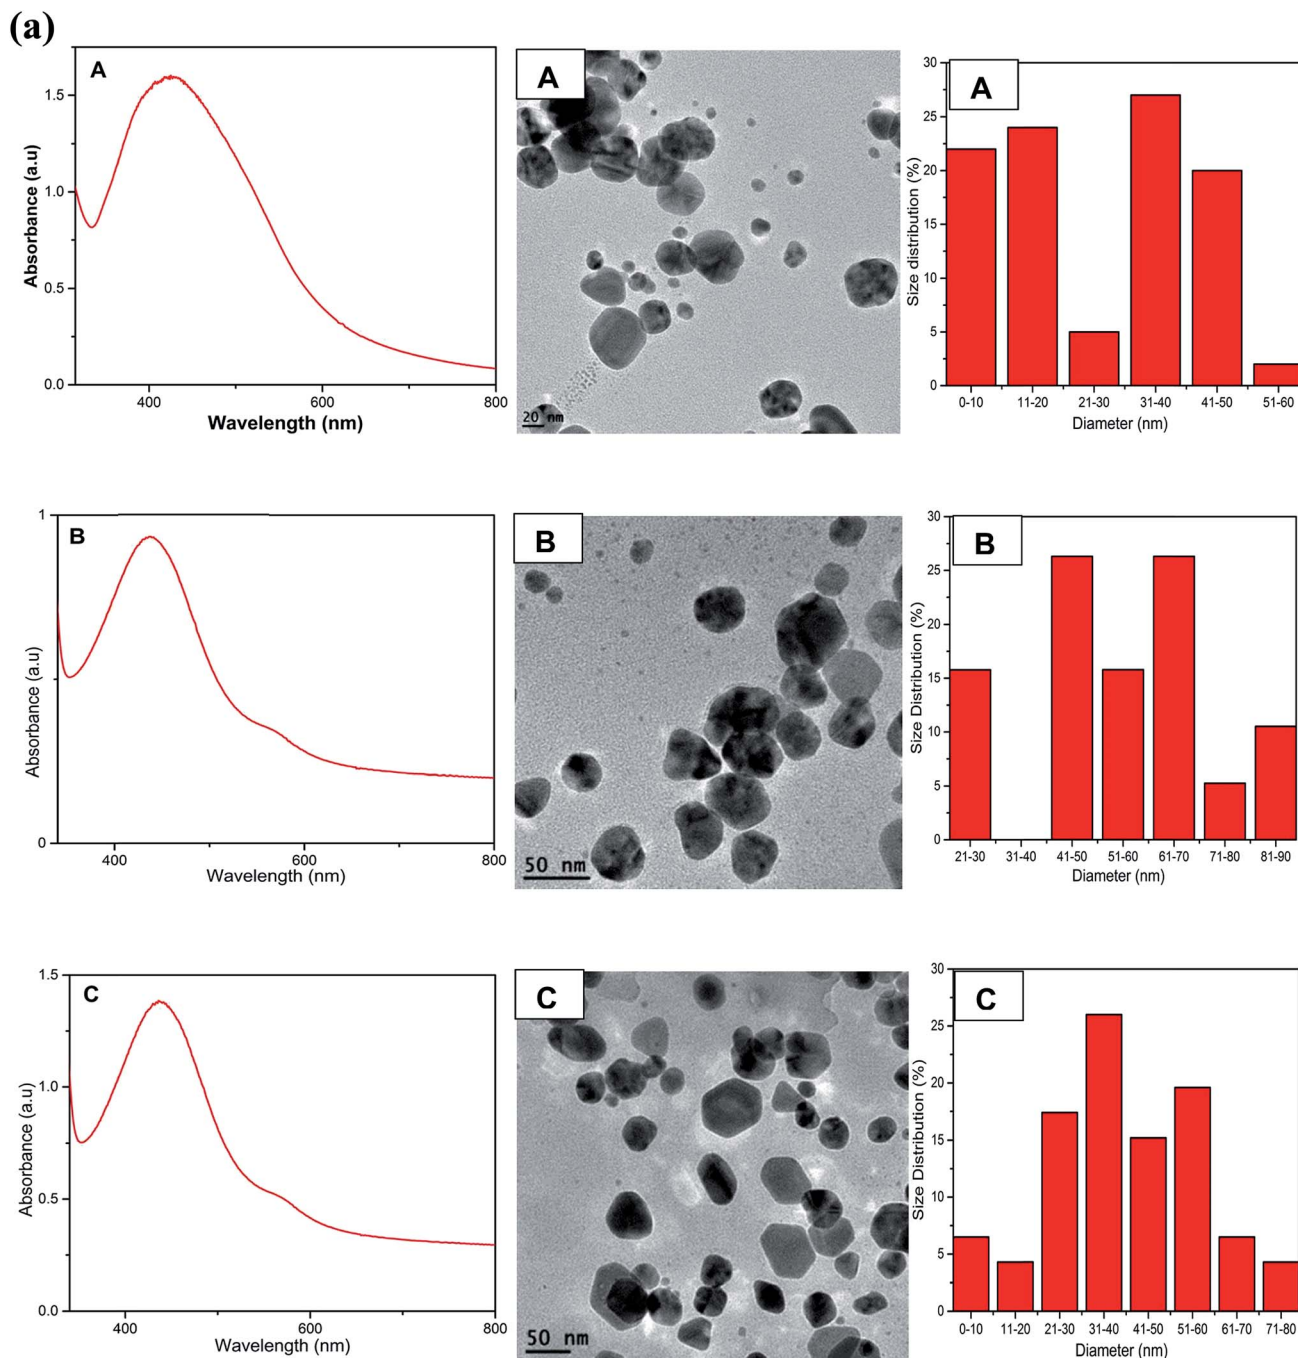 (a)
A
1.5
1.0
0.5
0.0
400
600
800
Absorbance (a.u)
Wavelength (nm)
A
20 nm
A
30
25
20
15
10
5
0
0-10
11-20
21-30
31-40
41-50
51-60
Size distribution (%)
Diameter (nm)
B
1
0
400
600
800
Absorbance (a.u)
Wavelength (nm)
B
50 nm
B
30
25
20
15
10
5
0
21-30
31-40
41-50
51-60
61-70
71-80
81-90
Size Distribution (%)
Diameter (nm)
C
1.5
1.0
0.5
0.0
400
600
800
Absorbance (a.u)
Wavelength (nm)
C
50 nm
C
30
25
20
15
10
5
0
0-10
11-20
21-30
31-40
41-50
51-60
61-70
71-80
Size Distribution (%)
Diameter (nm)